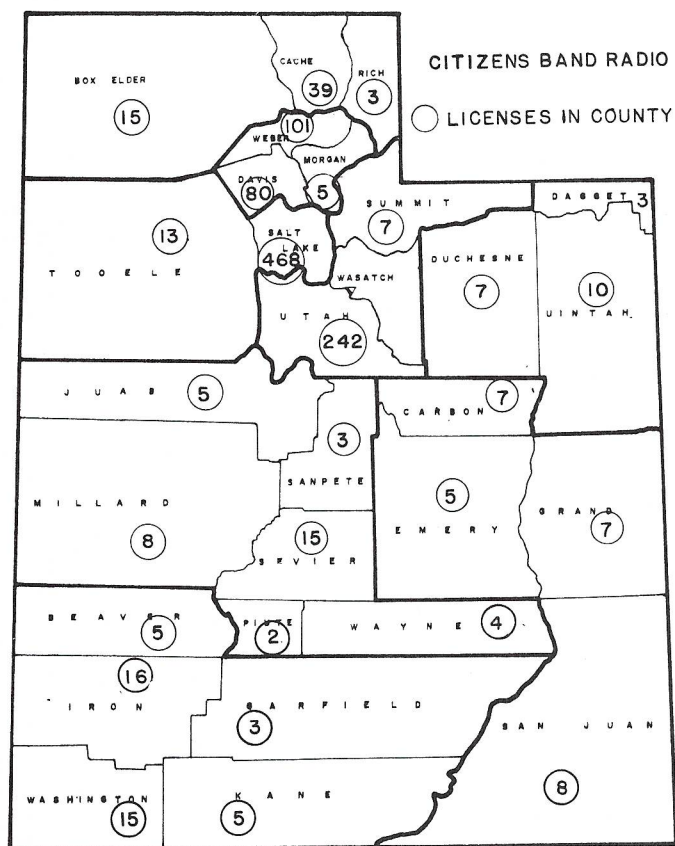 CITIZENS BAND RADIO
LICENSES IN COUNTY
BOX ELDER
15
CACHE
39
RICH
3
WEBER
101
MORGAN
5
DAVIS
80
SUMMIT
7
DAGGET 3
TOOELE
13
SALT
LAKE
468
WASATCH
DUCHESNE
7
UINTAH
10
UTAH
242
JUAB
5
CARBON
7
SANPETE
3
MILLARD
8
EMERY
5
GRAND
7
SEVIER
15
BEAVER
5
PIUTE
2
WAYNE
4
IRON
16
GARFIELD
3
SAN JUAN
8
WASHINGTON
15
KANE
5